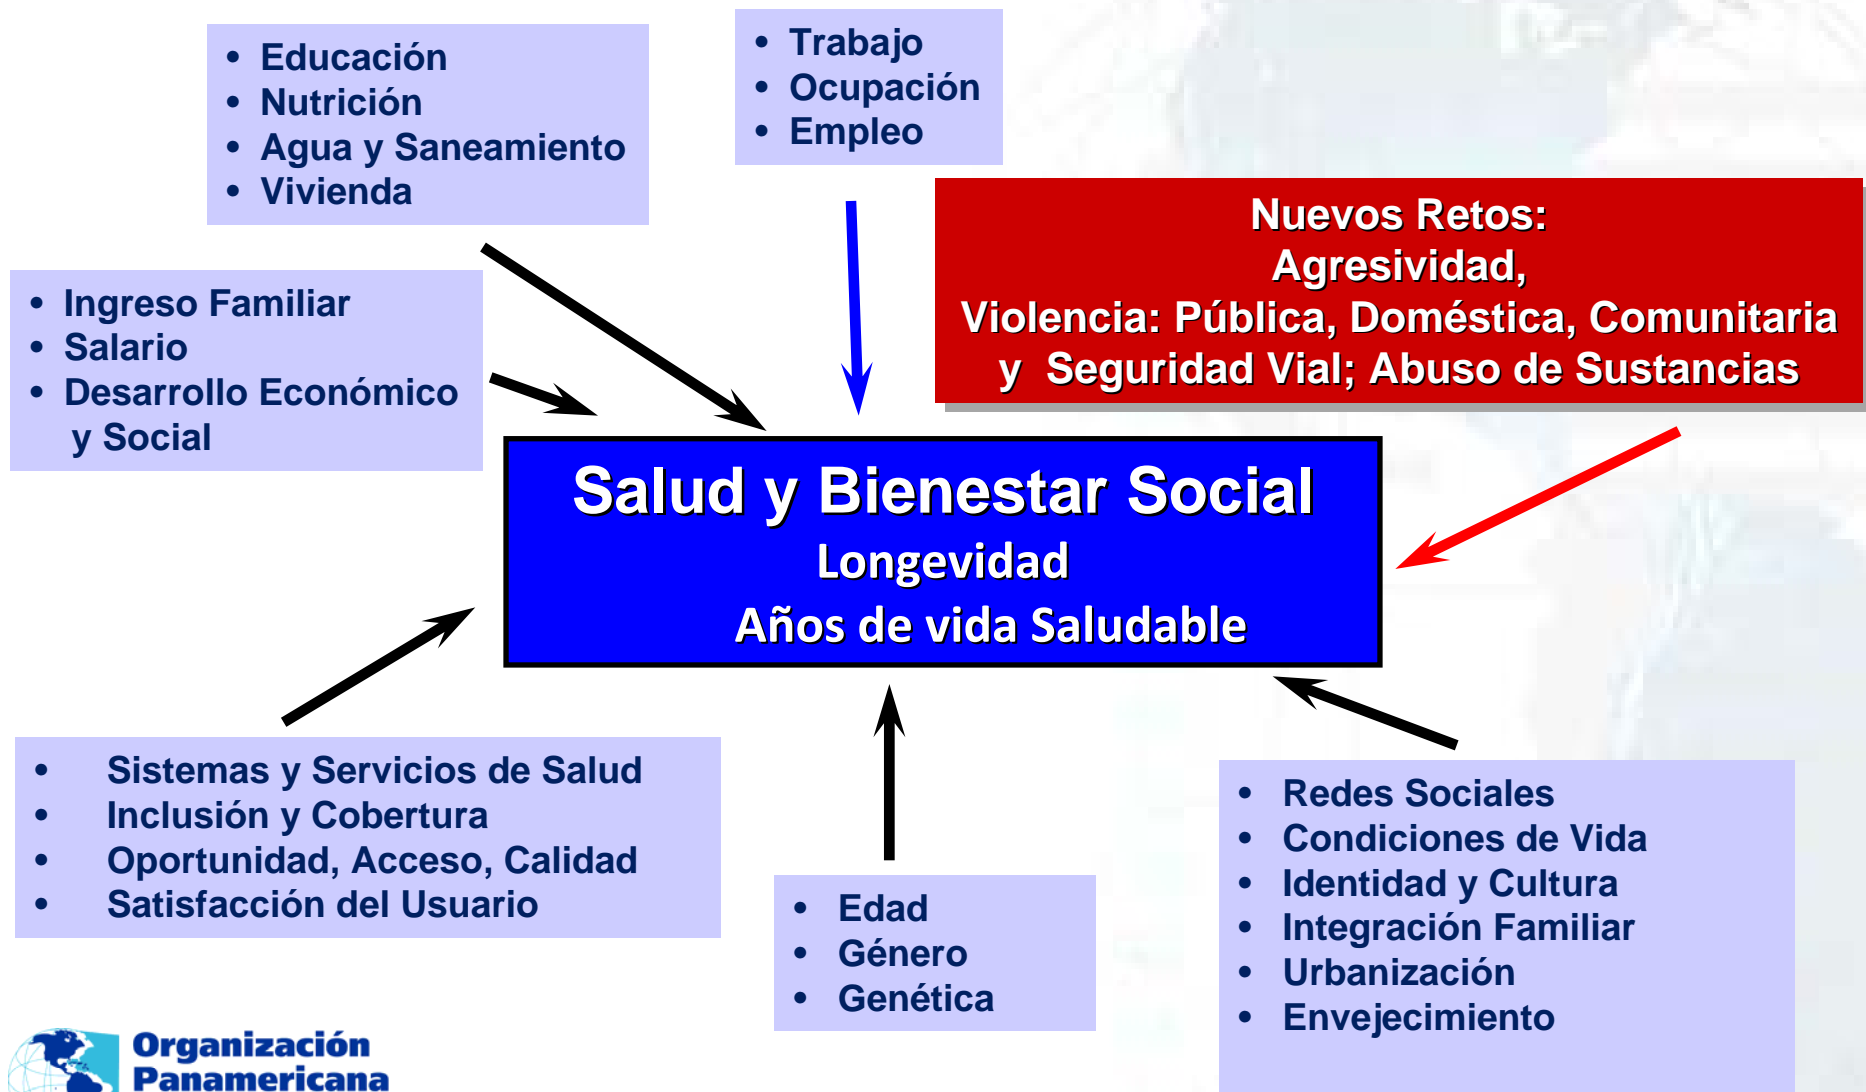 • Educación
• Nutrición
• Agua y Saneamiento
• Vivienda
• Trabajo
• Ocupación
• Empleo
Nuevos Retos:
Agresividad,
Violencia: Pública, Doméstica, Comunitaria
y Seguridad Vial; Abuso de Sustancias
• Ingreso Familiar
• Salario
• Desarrollo Económico
y Social
Salud y Bienestar Social
Longevidad
Años de vida Saludable
• Sistemas y Servicios de Salud
• Inclusión y Cobertura
• Oportunidad, Acceso, Calidad
• Satisfacción del Usuario
• Edad
• Género
• Genética
• Redes Sociales
• Condiciones de Vida
• Identidad y Cultura
• Integración Familiar
• Urbanización
• Envejecimiento
Organización
Panamericana